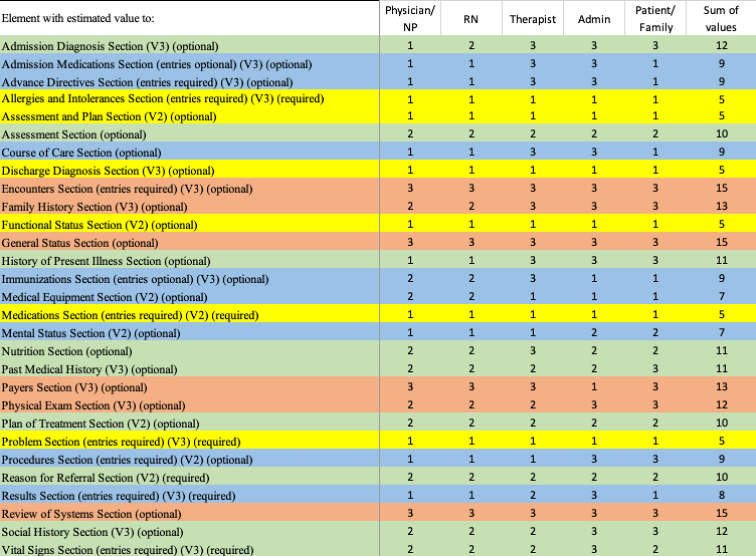 Element with estimated value to: Physician/ NP RN Therapist Admin Patient/ Family Sum of values
Admission Diagnosis Section (V3) (optional) 1 2 3 3 3 12
Admission Medications Section (entries optional) (V3) (optional) 1 1 3 3 1 9
Advance Directives Section (entries required) (V3) (optional) 1 1 3 3 1 9
Allergies and Intolerances Section (entries required) (V3) (required) 1 1 1 1 1 5
Assessment and Plan Section (V2) (optional) 1 1 1 1 1 5
Assessment Section (optional) 2 2 2 2 2 10
Course of Care Section (optional) 1 1 3 3 1 9
Discharge Diagnosis Section (V3) (optional) 1 1 1 1 1 5
Encounters Section (entries required) (V3) (optional) 3 3 3 3 3 15
Family History Section (V3) (optional) 2 2 3 3 3 13
Functional Status Section (V2) (optional) 1 1 1 1 1 5
General Status Section (optional) 3 3 3 3 3 15
History of Present Illness Section (optional) 1 1 3 3 3 11
Immunizations Section (entries optional) (V3) (optional) 2 2 3 1 1 9
Medical Equipment Section (V2) (optional) 2 2 1 1 1 7
Medications Section (entries required) (V2) (required) 1 1 1 1 1 5
Mental Status Section (V2) (optional) 1 1 1 2 2 7
Nutrition Section (optional) 2 2 3 2 2 11
Past Medical History (V3) (optional) 2 2 2 2 3 11
Payers Section (V3) (optional) 3 3 3 1 3 13
Physical Exam Section (V3) (optional) 2 2 2 3 3 12
Plan of Treatment Section (V2) (optional) 2 2 2 2 2 10
Problem Section (entries required) (V3) (required) 1 1 1 1 1 5
Procedures Section (entries required) (V2) (optional) 1 1 1 3 3 9
Reason for Referral Section (V2) (required) 2 2 2 2 2 10
Results Section (entries required) (V3) (required) 1 1 2 3 1 8
Review of Systems Section (optional) 3 3 3 3 3 15
Social History Section (V3) (optional) 2 2 2 3 3 12
Vital Signs Section (entries required) (V3) (required) 2 2 2 3 2 11